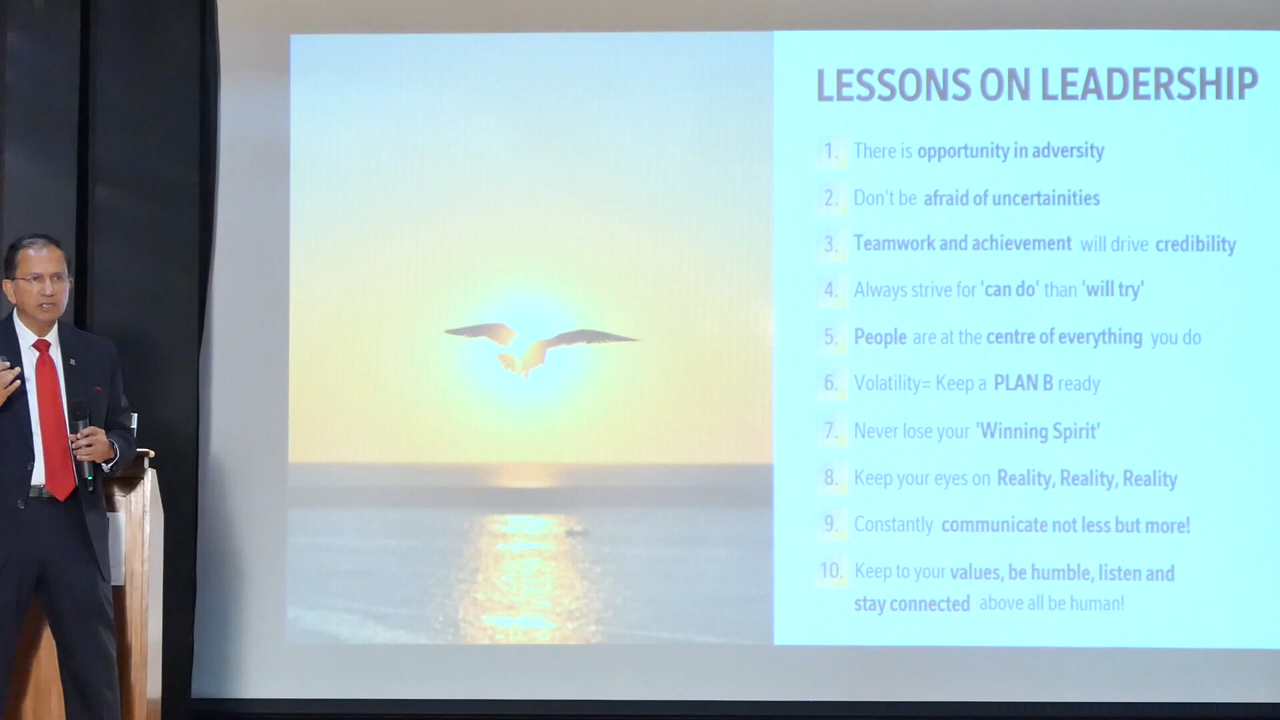 LESSONS ON LEADERSHIP
1. There is opportunity in adversity
2. Don't be afraid of uncertainities
3. Teamwork and achievement will drive credibility
4. Always strive for 'can do' than 'will try'
5. People are at the centre of everything you do
6. Volatility= Keep a PLAN B ready
7. Never lose your 'Winning Spirit'
8. Keep your eyes on Reality, Reality, Reality
9. Constantly communicate not less but more!
10. Keep to your values, be humble, listen and
stay connected above all be human!